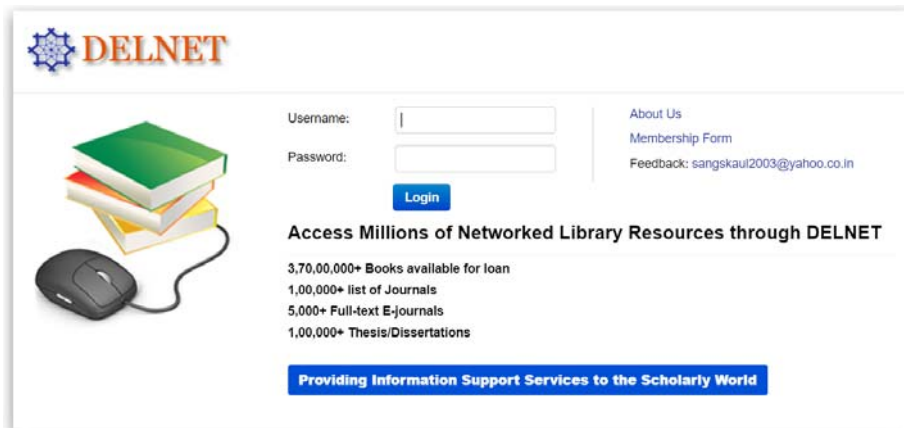 DELNET
Username:
Password:
Login
About Us
Membership Form
Feedback: sangskaul2003@yahoo.co.in
Access Millions of Networked Library Resources through DELNET
3,70,00,000+ Books available for loan
1,00,000+ list of Journals
5,000+ Full-text E-journals
1,00,000+ Thesis/Dissertations
Providing Information Support Services to the Scholarly World